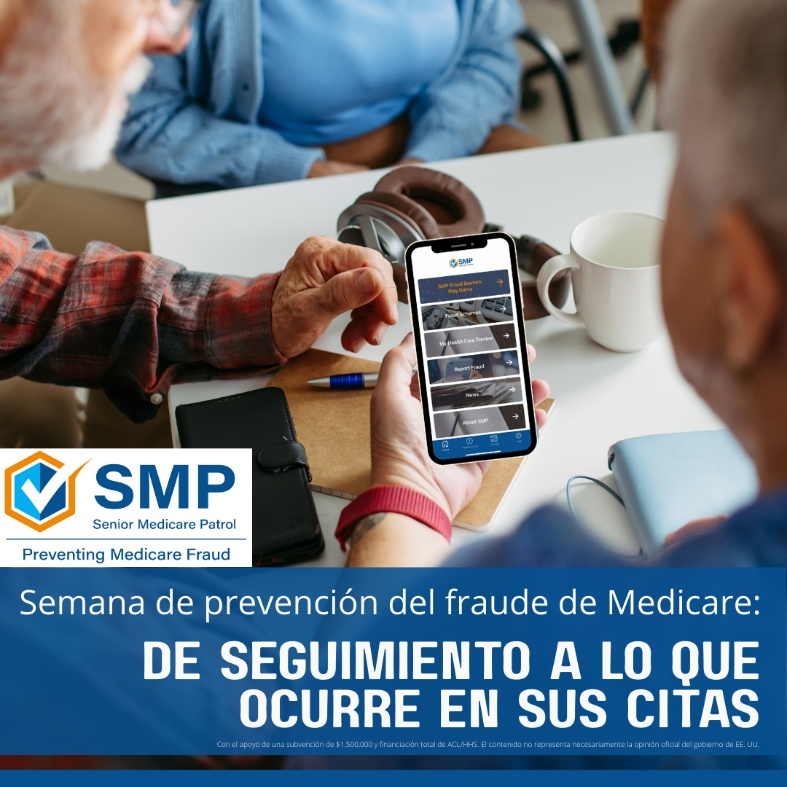 SMP
SMP Fraud Busters
Play Game
Fraud Schemes
My Health Care Tracker
Report Fraud
News
About SMP
SMP
Senior Medicare Patrol
Preventing Medicare Fraud
Semana de prevención del fraude de Medicare:
DE SEGUIMIENTO A LO QUE
OCURRE EN SUS CITAS
Con el apoyo de una subvención de $1,500,000 y financiación total de ACL/HHS. El contenido no representa necesariamente la opinión oficial del gobierno de EE. UU.